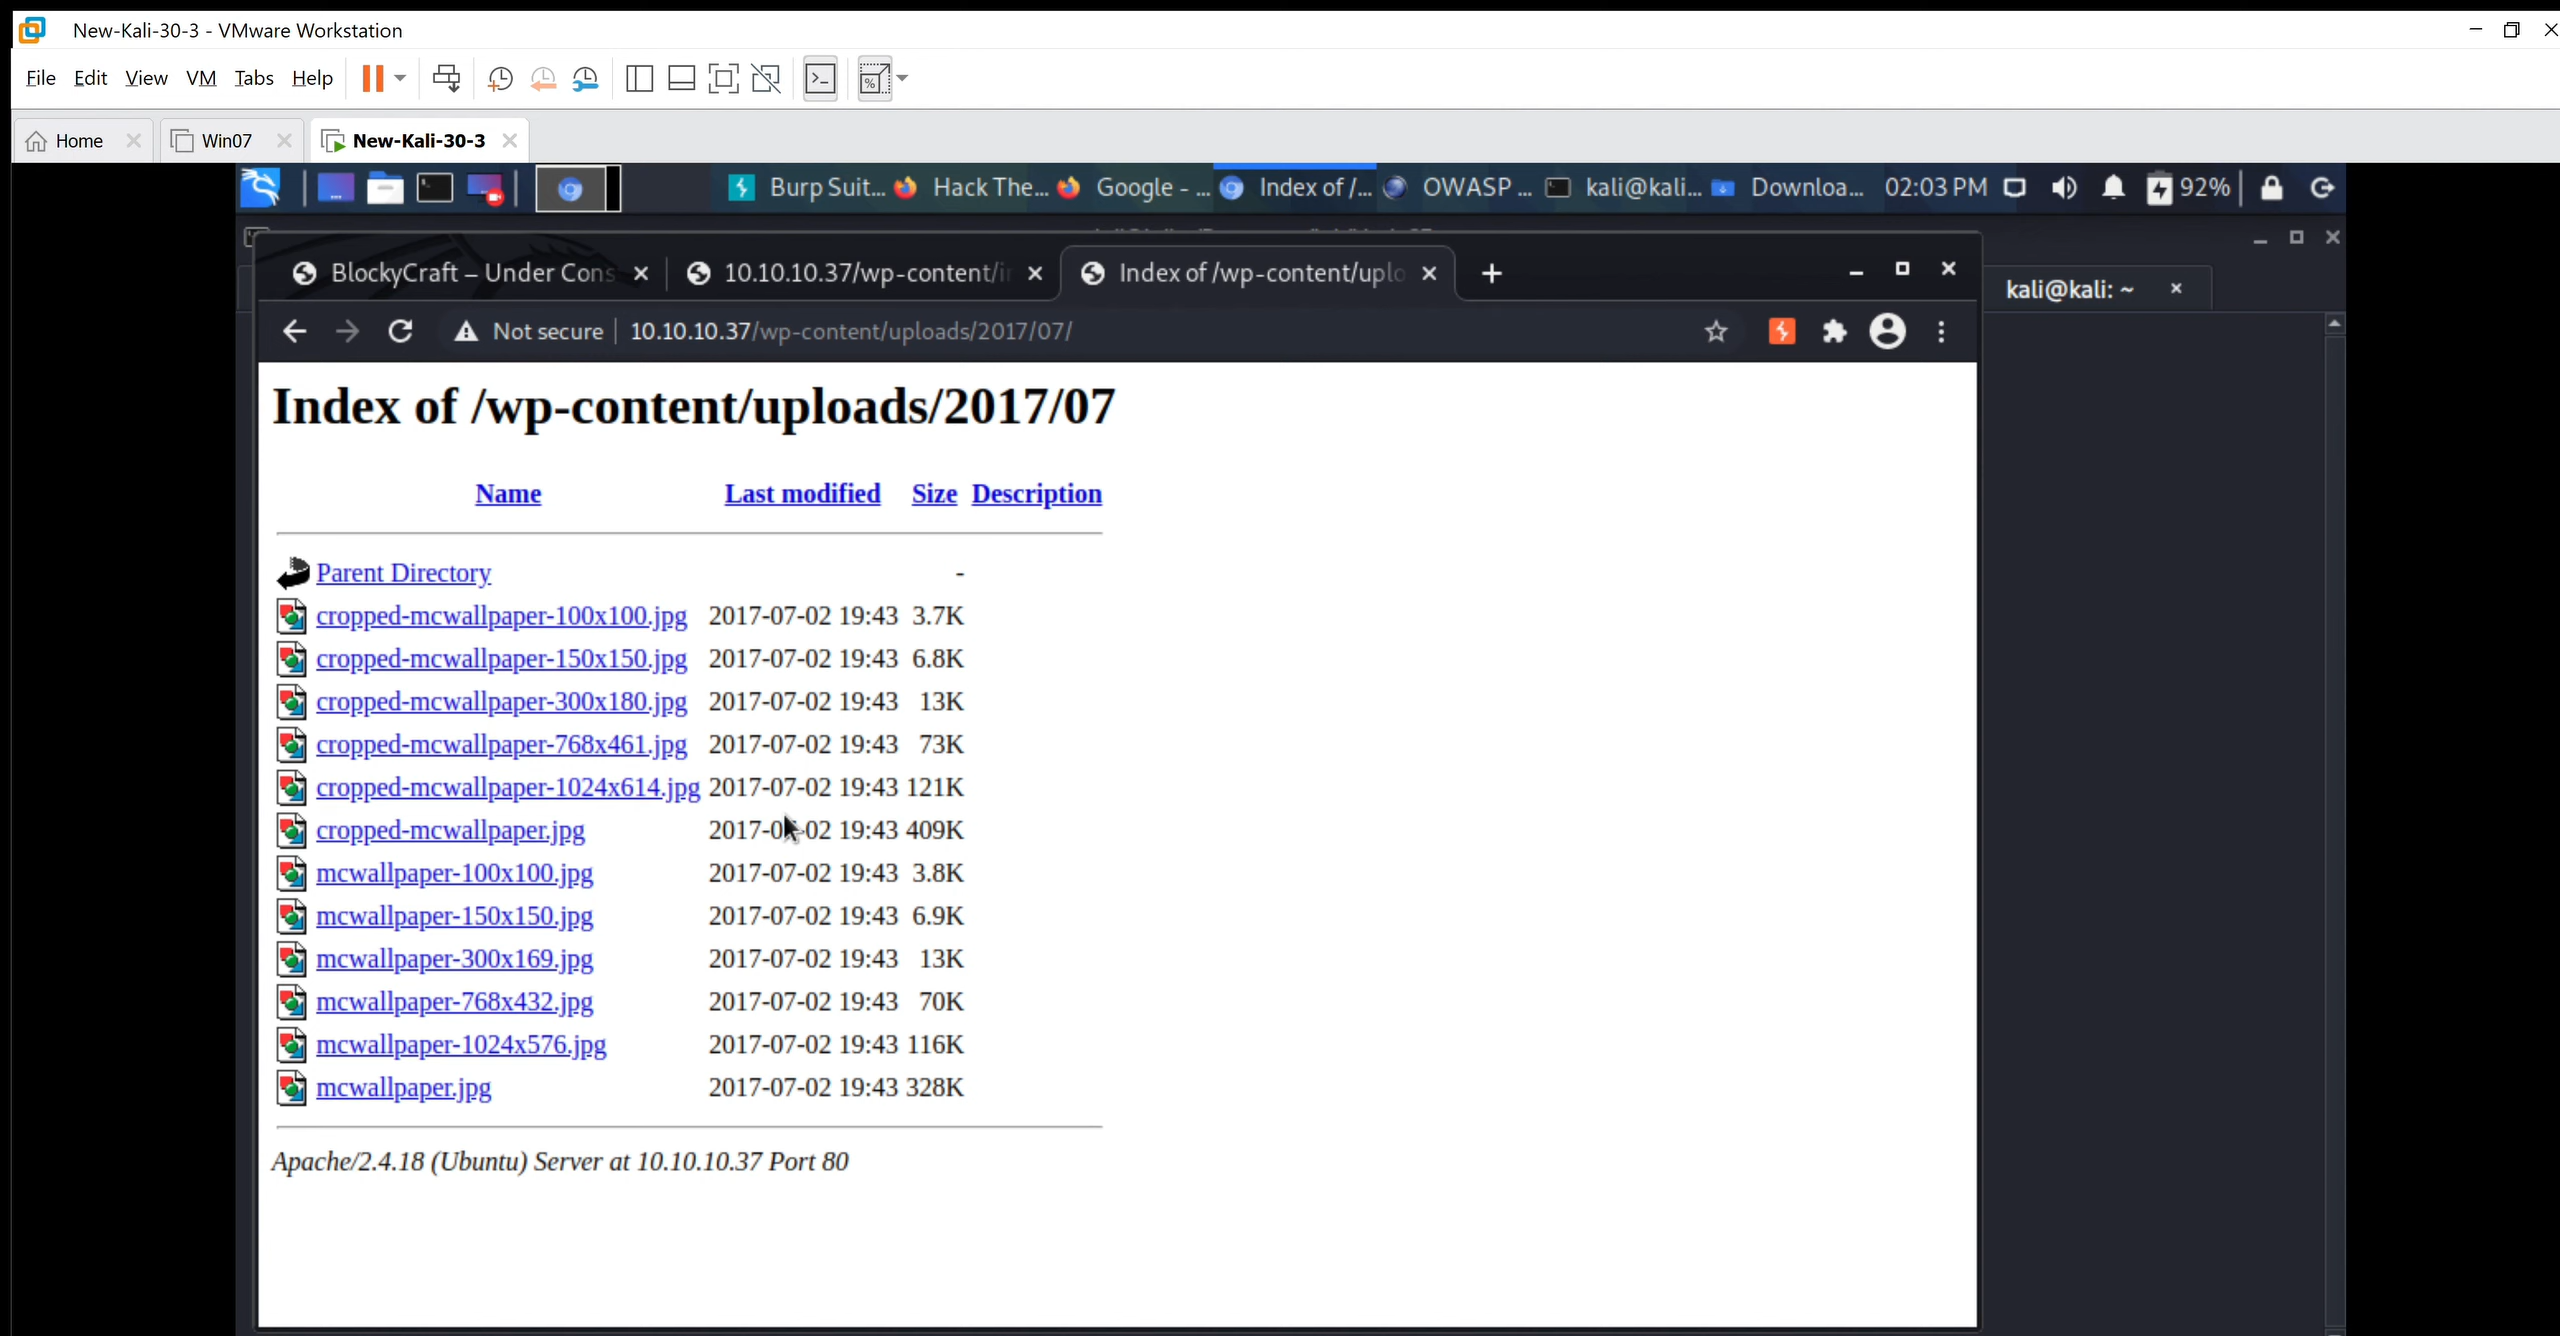 New-Kali-30-3 - VMware Workstation
File Edit View VM Tabs Help
Home Win07 New-Kali-30-3
Burp Suit... Hack The... Google - ... Index of /... OWASP ... kali@kali... Downloa... 02:03 PM 92%
BlockyCraft – Under Cons 10.10.10.37/wp-content/i Index of /wp-content/uplo
kali@kali: ~
Not secure 10.10.10.37/wp-content/uploads/2017/07/
Index of /wp-content/uploads/2017/07
Name Last modified Size Description
Parent Directory -
cropped-mcwallpaper-100x100.jpg 2017-07-02 19:43 3.7K
cropped-mcwallpaper-150x150.jpg 2017-07-02 19:43 6.8K
cropped-mcwallpaper-300x180.jpg 2017-07-02 19:43 13K
cropped-mcwallpaper-768x461.jpg 2017-07-02 19:43 73K
cropped-mcwallpaper-1024x614.jpg 2017-07-02 19:43 121K
cropped-mcwallpaper.jpg 2017-07-02 19:43 409K
mcwallpaper-100x100.jpg 2017-07-02 19:43 3.8K
mcwallpaper-150x150.jpg 2017-07-02 19:43 6.9K
mcwallpaper-300x169.jpg 2017-07-02 19:43 13K
mcwallpaper-768x432.jpg 2017-07-02 19:43 70K
mcwallpaper-1024x576.jpg 2017-07-02 19:43 116K
mcwallpaper.jpg 2017-07-02 19:43 328K
Apache/2.4.18 (Ubuntu) Server at 10.10.10.37 Port 80